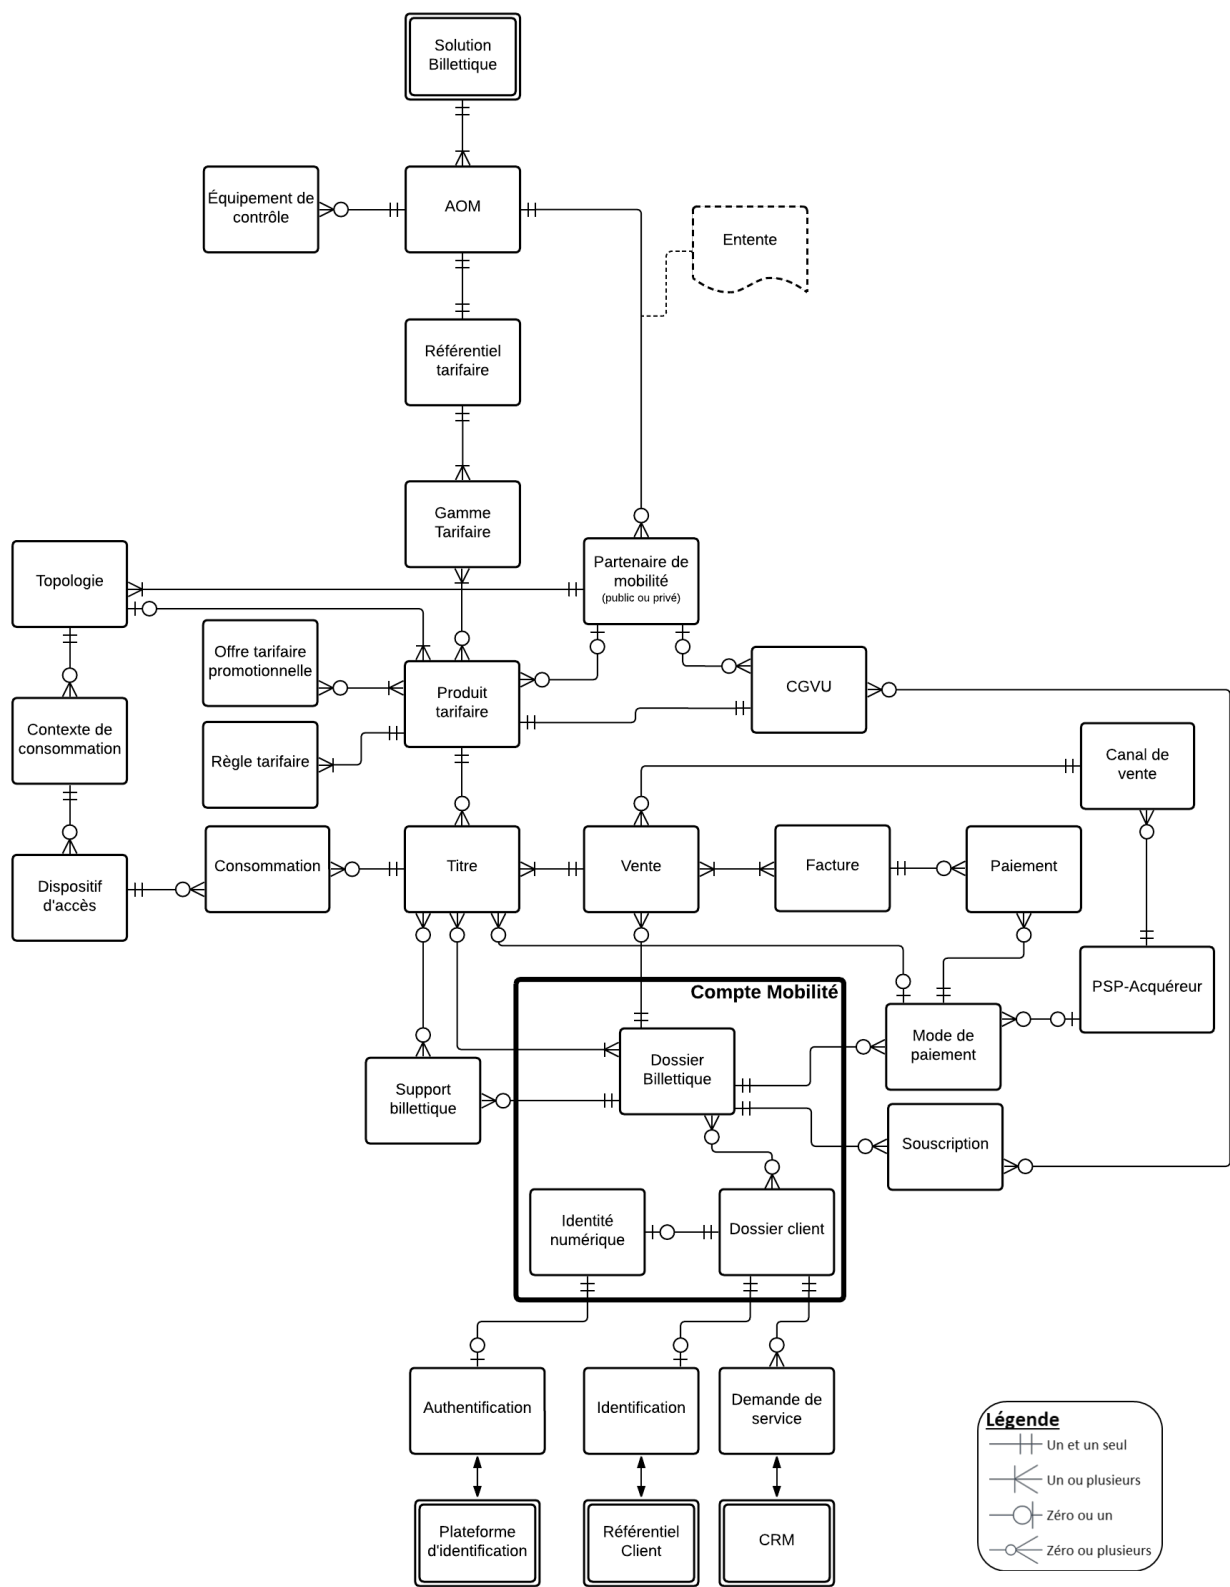 Solution
Billettique
Équipement de
contrôle
AOM
Entente
Référentiel
tarifaire
Gamme
Tarifaire
Topologie
Partenaire de
mobilité
(public ou privé)
Offre tarifaire
promotionnelle
Produit
tarifaire
CGVU
Contexte de
consommation
Règle tarifaire
Canal de
vente
Dispositif
d'accès
Consommation
Titre
Vente
Facture
Paiement
PSP-Acquéreur
Compte Mobilité
Mode de
paiement
Dossier
Billettique
Support
billettique
Souscription
Identité
numérique
Dossier client
Authentification
Identification
Demande de
service
Plateforme
d'identification
Référentiel
Client
CRM
Légende
Un et un seul
Un ou plusieurs
Zéro ou un
Zéro ou plusieurs